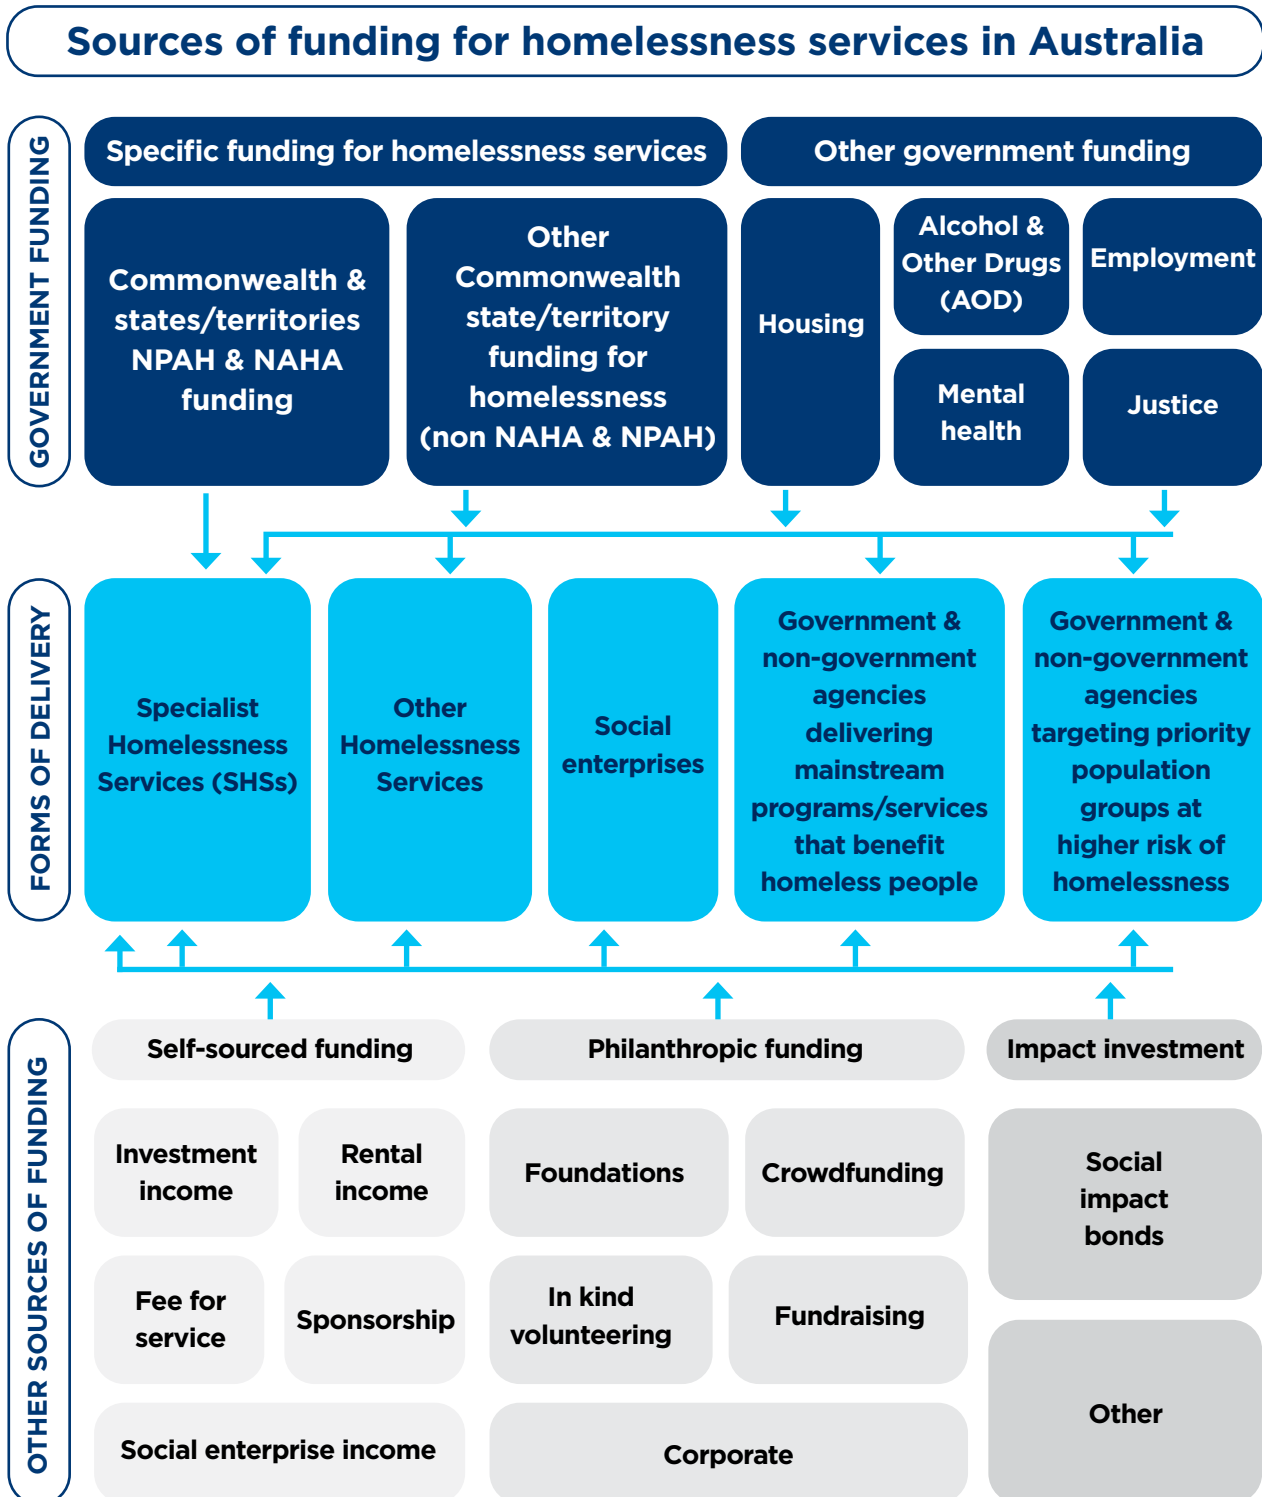 Sources of funding for homelessness services in Australia
GOVERNMENT FUNDING
Specific funding for homelessness services
Other government funding
Commonwealth &
states/territories
NPAH & NAHA
funding
Other
Commonwealth
state/territory
funding for
homelessness
(non NAHA & NPAH)
Housing
Alcohol &
Other Drugs
(AOD)
Employment
Mental
health
Justice
FORMS OF DELIVERY
Specialist
Homelessness
Services (SHSs)
Other
Homelessness
Services
Social
enterprises
Government &
non-government
agencies
delivering
mainstream
programs/services
that benefit
homeless people
Government &
non-government
agencies
targeting priority
population
groups at
higher risk of
homelessness
OTHER SOURCES OF FUNDING
Self-sourced funding
Philanthropic funding
Impact investment
Investment
income
Rental
income
Foundations
Crowdfunding
Social
impact
bonds
Fee for
service
Sponsorship
In kind
volunteering
Fundraising
Other
Social enterprise income
Corporate